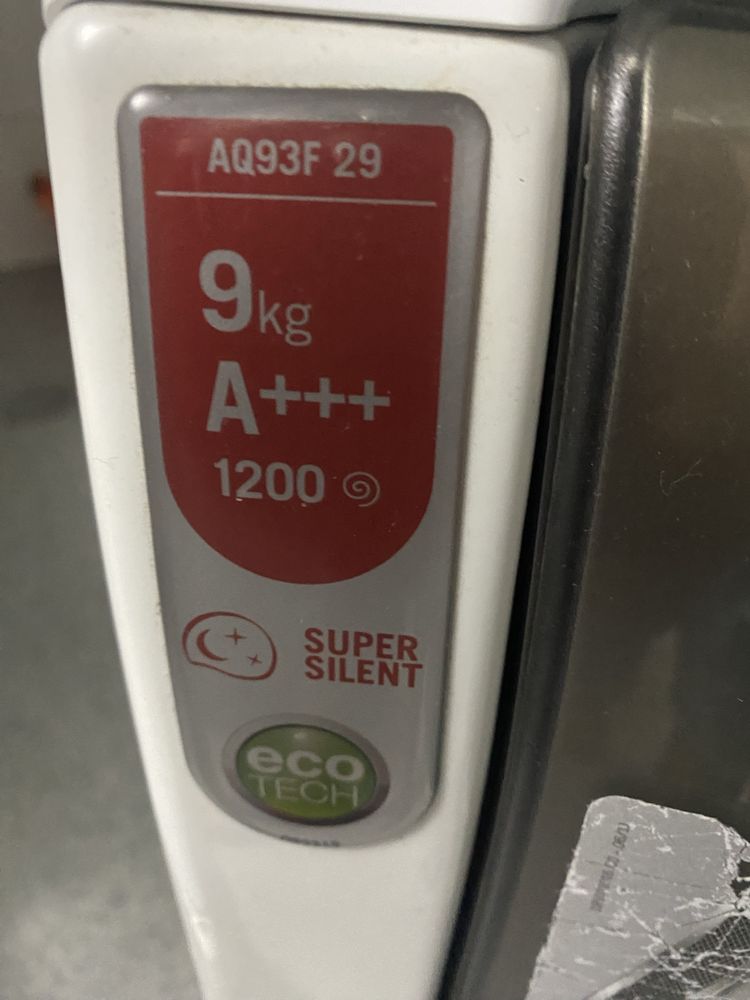 AQ93F 29
9kg
A+++
1200
SUPER
SILENT
eco
TECH